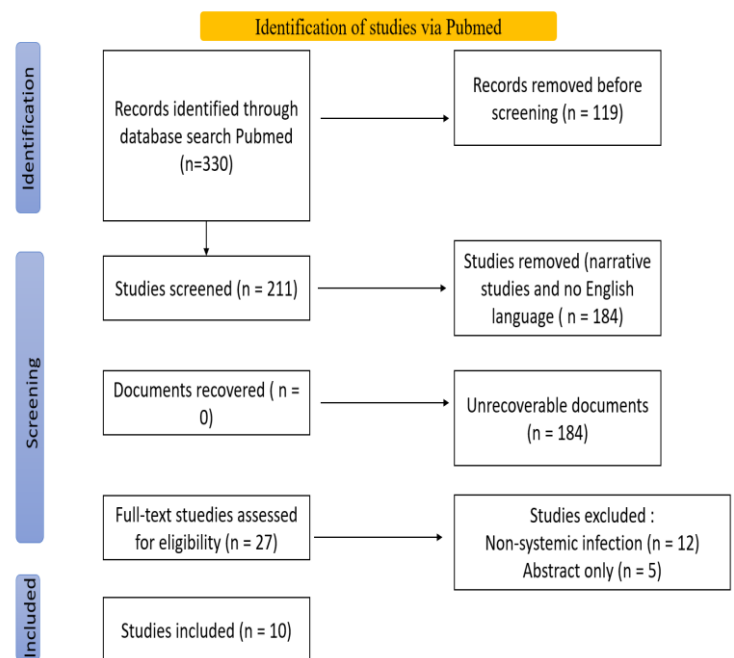 Identification of studies via Pubmed
Identification
Records identified through
database search Pubmed
(n=330)
Records removed before
screening (n = 119)
Screening
Studies screened (n = 211)
Studies removed (narrative
studies and no English
language ( n = 184)
Documents recovered ( n =
0)
Unrecoverable documents
(n = 184)
Full-text stuedies assessed
for eligibility (n = 27)
Studies excluded :
Non-systemic infection (n = 12)
Abstract only (n = 5)
Included
Studies included (n = 10)